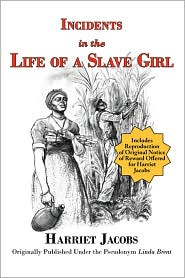 INCIDENTS
in the
LIFE OF A SLAVE GIRL
Includes
Reproduction
of Original Notice
of Reward Offered
for Harriet
Jacobs
HARRIET JACOBS
Originally Published Under the Pseudonym Linda Brent